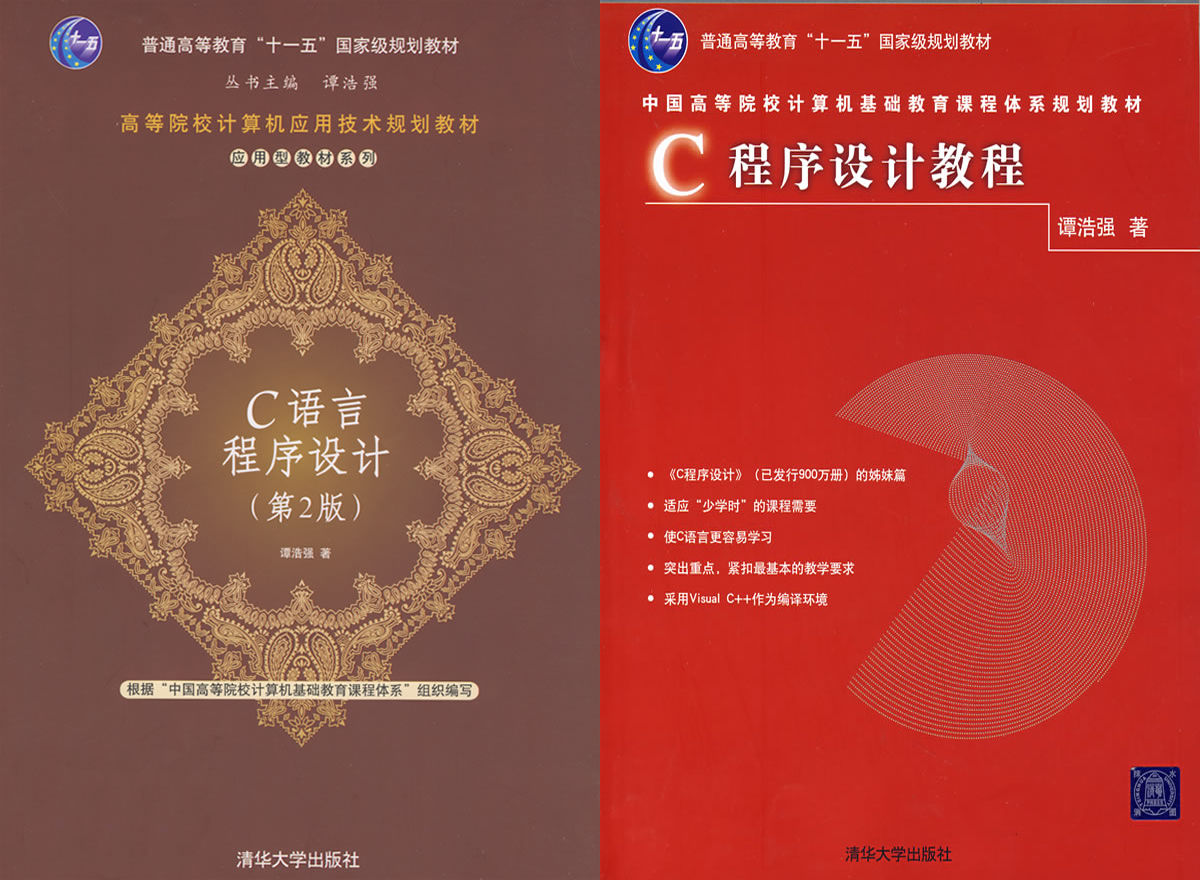 十一五
普通高等教育“十一五”国家级规划教材
丛书主编 谭浩强
高等院校计算机应用技术规划教材
应用型教材系列
C语言
程序设计
（第2版）
谭浩强 著
根据“中国高等院校计算机基础教育课程体系”组织编写
清华大学出版社
十一五
普通高等教育“十一五”国家级规划教材
中国高等院校计算机基础教育课程体系规划教材
C程序设计教程
谭浩强 著
• 《C程序设计》（已发行900万册）的姊妹篇
• 适应“少学时”的课程需要
• 使C语言更容易学习
• 突出重点，紧扣最基本的教学要求
• 采用Visual C++作为编译环境
清华大学出版社